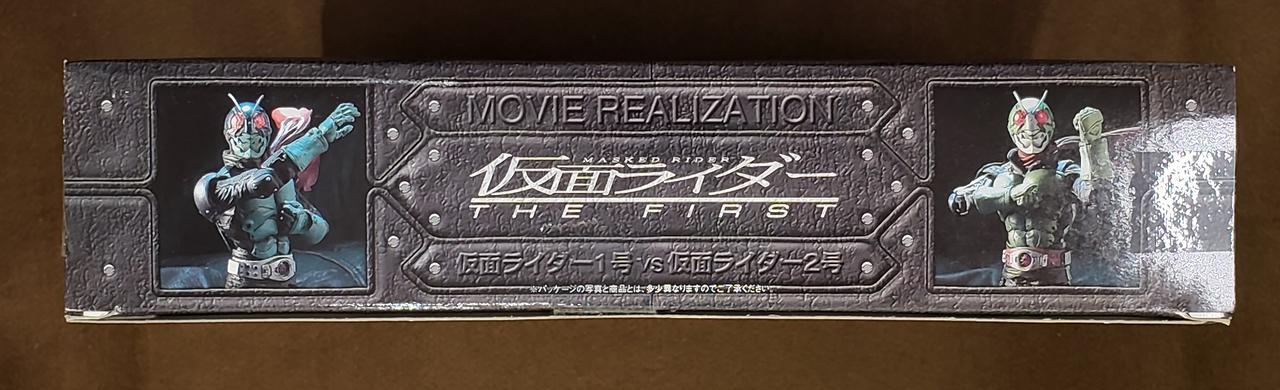 MOVIE REALIZATION
MASKED RIDER
仮面ライダー
THE FIRST
仮面ライダー1号 VS 仮面ライダー2号
※パッケージの写真と商品とは、多少異なりますのでご了承ください。